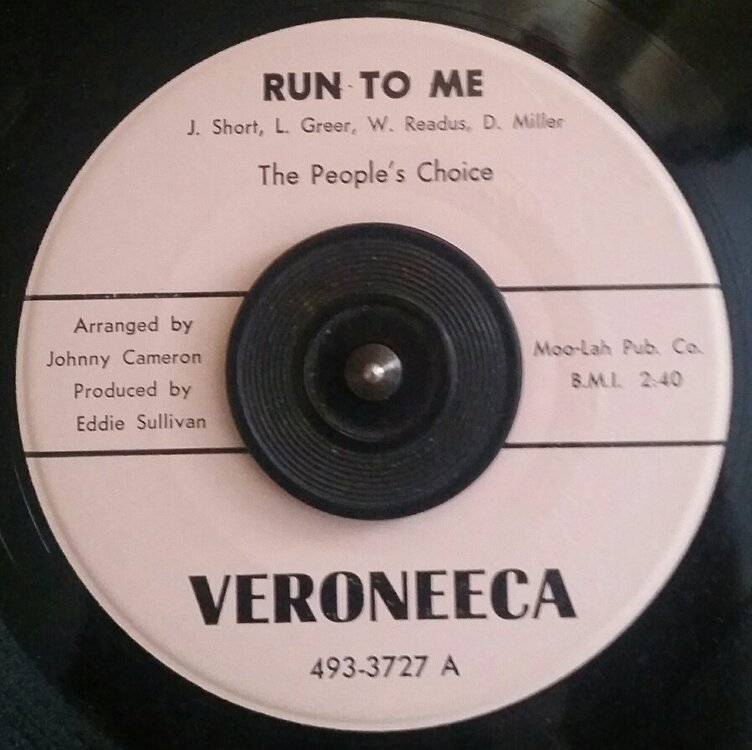 RUN TO ME
J. Short, L. Greer, W. Readus, D. Miller
The People's Choice
Arranged by
Johnny Cameron
Produced by
Eddie Sullivan
Moo-Lah Pub. Co.
B.M.I. 2:40
VERONEECA
493-3727 A